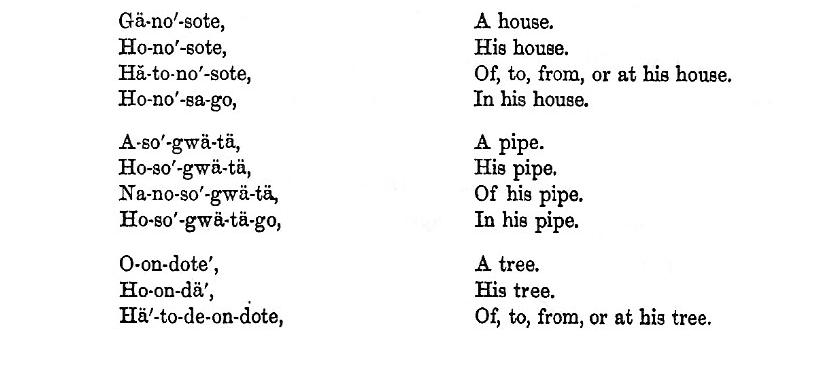 Gä-no′-sote, A house.
Ho-no′-sote, His house.
Hă-to-no′-sote, Of, to, from, or at his house.
Ho-no′-sa-go, In his house.
A-so′-gwä-tä, A pipe.
Ho-so′-gwä-tä, His pipe.
Na-no-so′-gwä-tä, Of his pipe.
Ho-so′-gwä-tä-go, In his pipe.
O-on-dote′, A tree.
Ho-on-dä′, His tree.
Hä′-to-de-on-dote, Of, to, from, or at his tree.